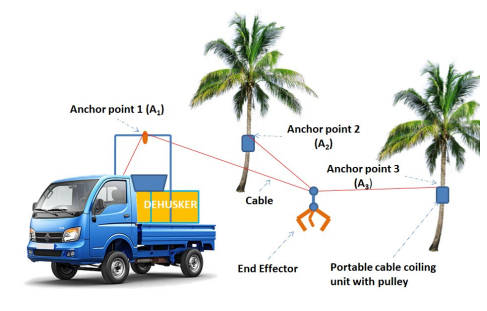 Anchor point 1 (A1)
Anchor point 2
(A2)
Anchor point 3
(A3)
DEHUSKER
Cable
End Effector
Portable cable coiling
unit with pulley